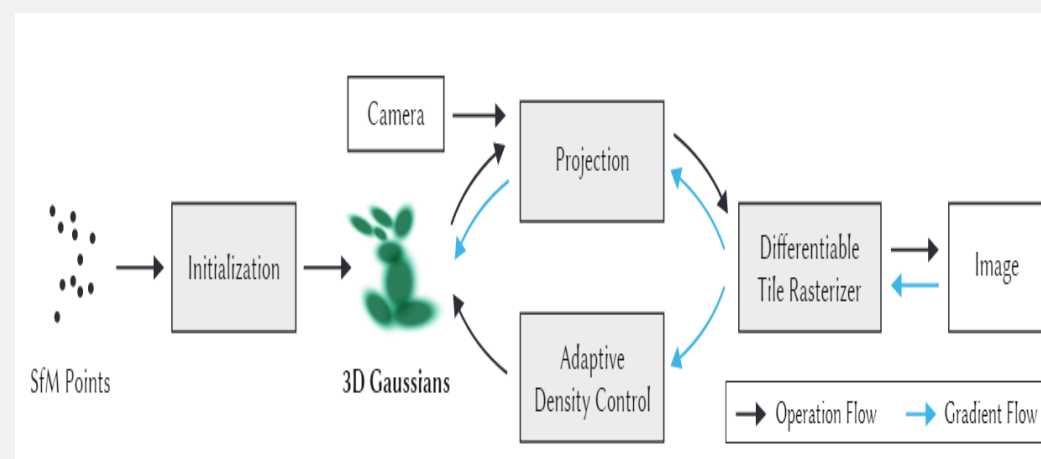 Camera
Projection
Initialization
Differentiable
Tile Rasterizer
Image
SfM Points
3D Gaussians
Adaptive
Density Control
Operation Flow
Gradient Flow